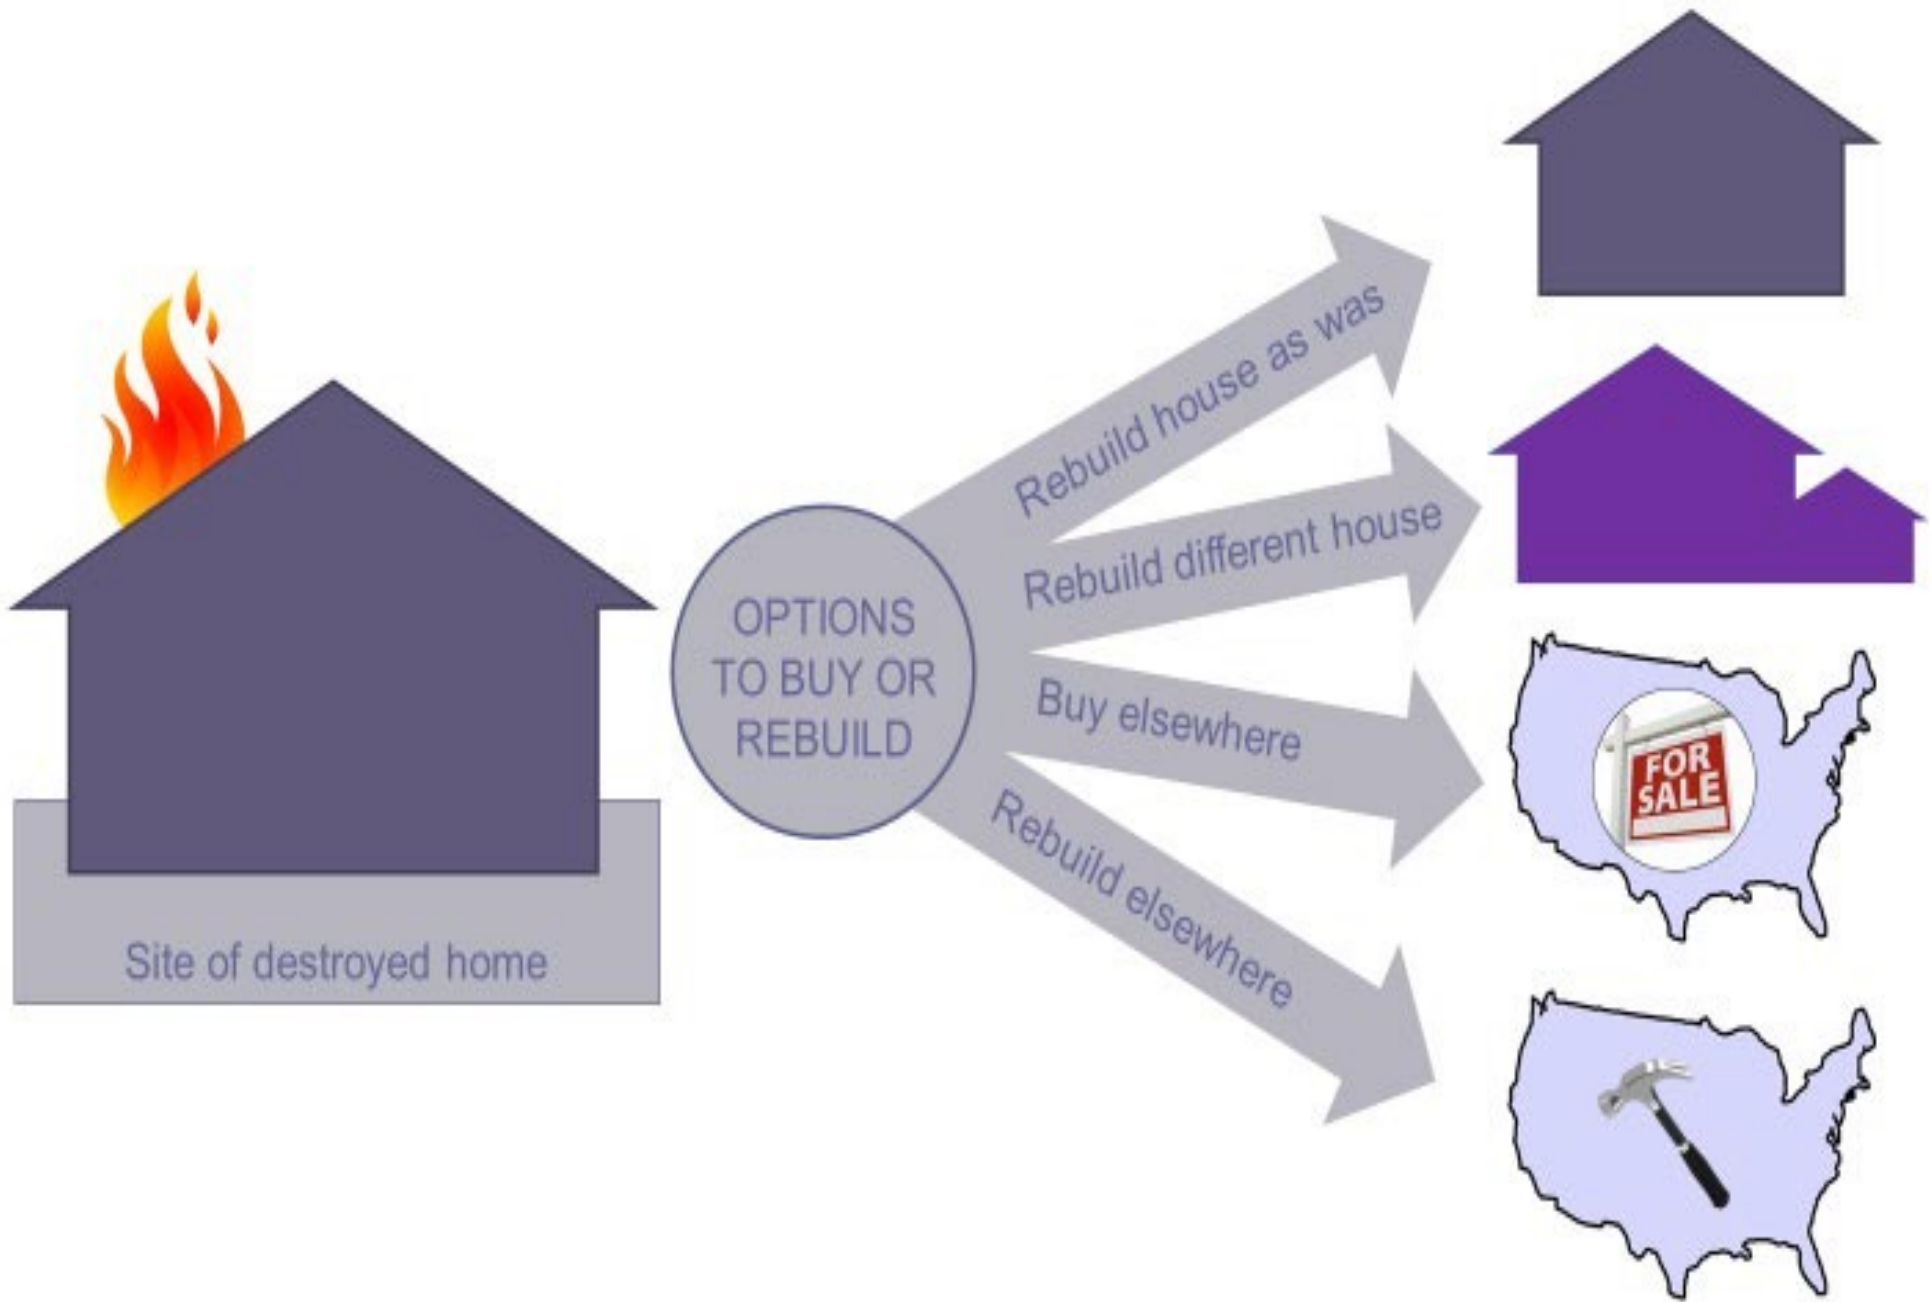 Site of destroyed home
OPTIONS
TO BUY OR
REBUILD
Rebuild house as was
Rebuild different house
Buy elsewhere
Rebuild elsewhere
FOR
SALE